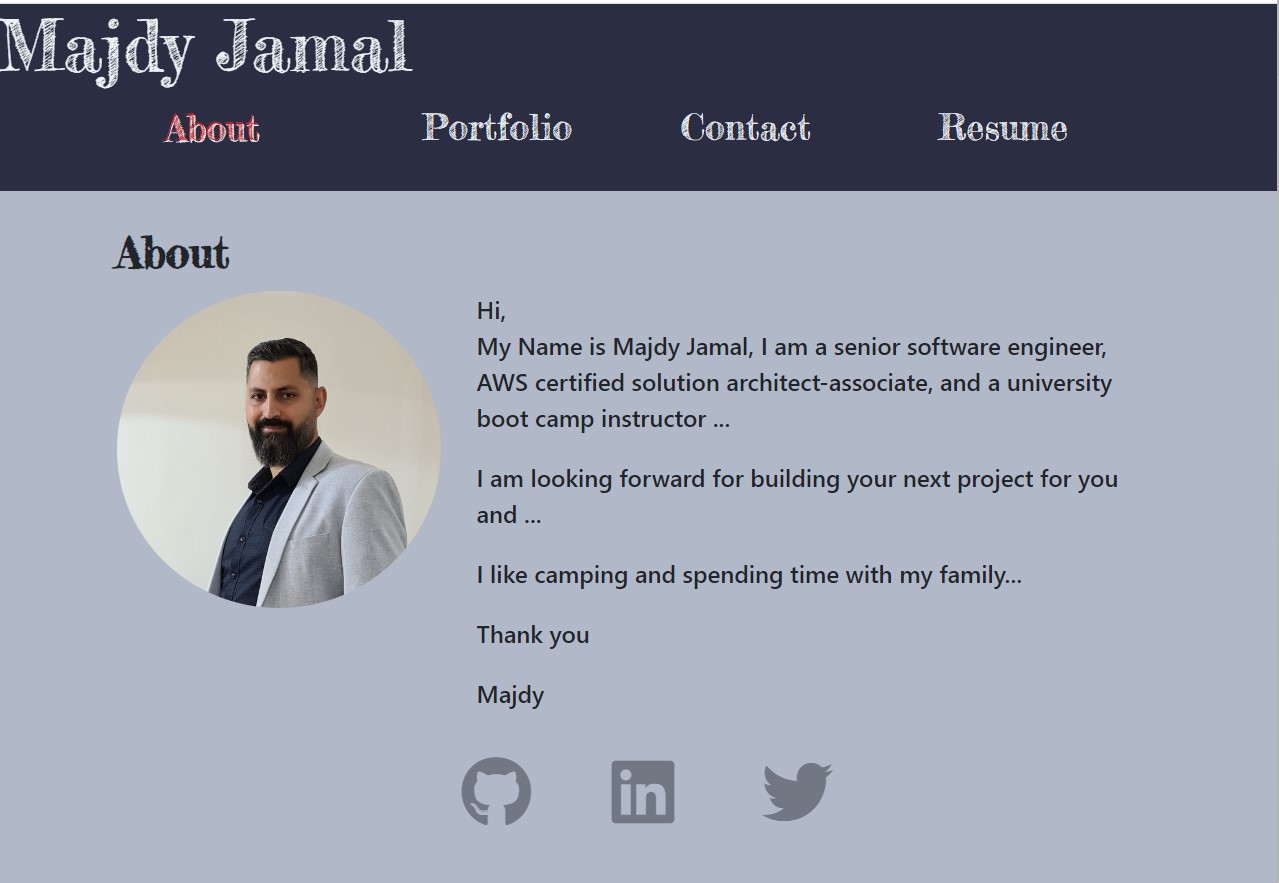 Majdy Jamal
About Portfolio Contact Resume
About
Hi,
My Name is Majdy Jamal, I am a senior software engineer,
AWS certified solution architect-associate, and a university
boot camp instructor ...
I am looking forward for building your next project for you
and ...
I like camping and spending time with my family...
Thank you
Majdy
in